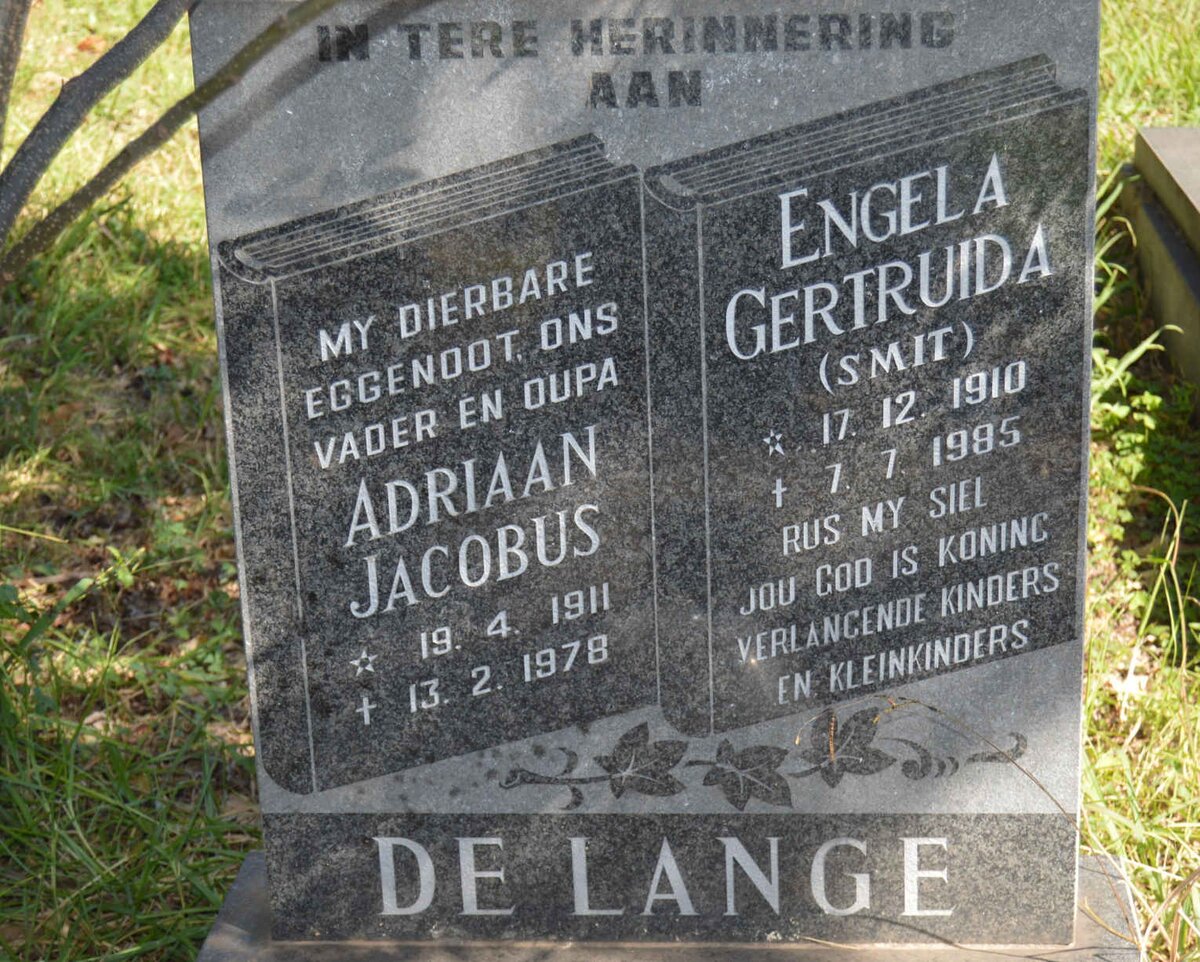 IN TERE HERINNERING
AAN
MY DIERBARE
EGGENOOT, ONS
VADER EN OUPA
ADRIAAN
JACOBUS
☆ 19. 4. 1911
† 13. 2. 1978
ENGELA
GERTRUIDA
(SMIT)
☆ 17. 12. 1910
† 7. 7. 1985
RUS MY SIEL
JOU GOD IS KONING
VERLANGENDE KINDERS
EN KLEINKINDERS
DE LANGE